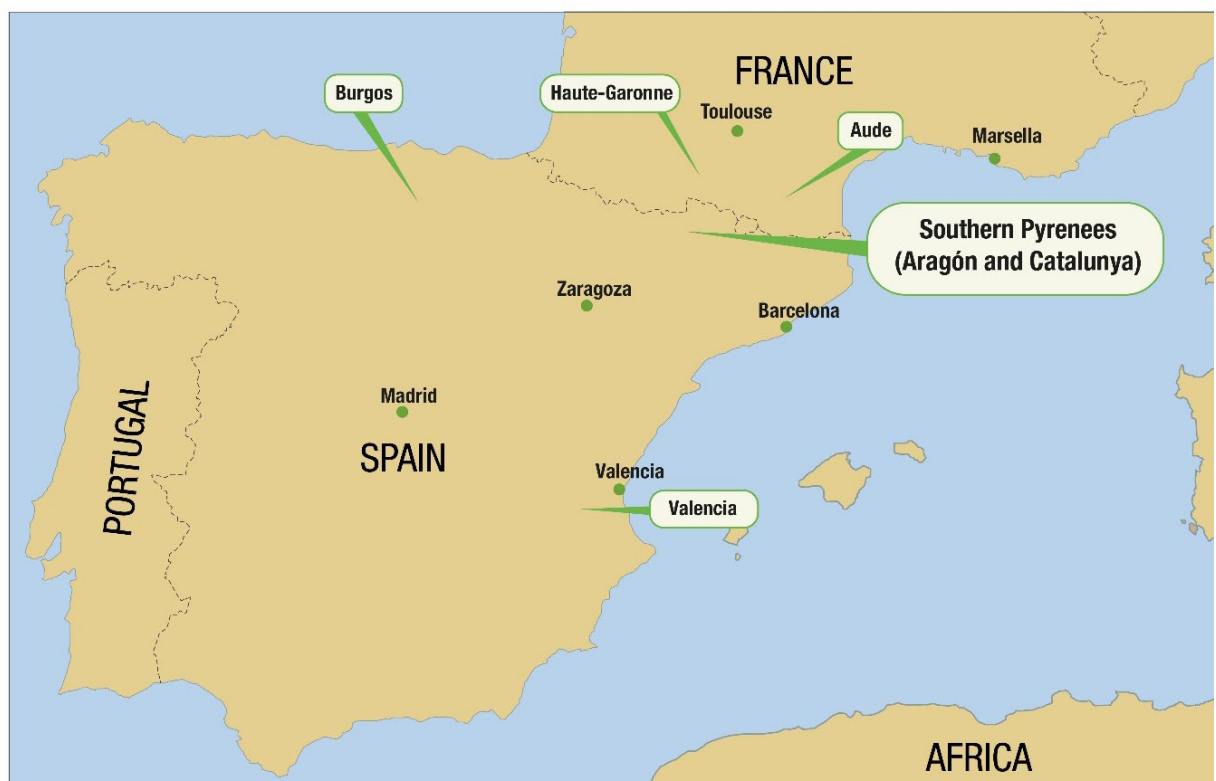 FRANCE
Burgos
Haute-Garonne
Toulouse
Aude
Marsella
Southern Pyrenees
(Aragón and Catalunya)
Zaragoza
Barcelona
Madrid
PORTUGAL
SPAIN
Valencia
Valencia
AFRICA